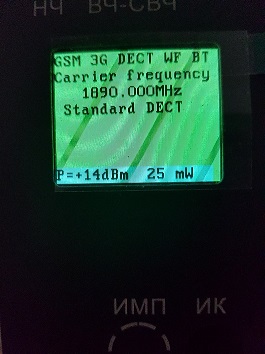 НЧ ВЧ-СВЧ
GSM 3G DECT WF BT
Carrier frequency
1890.000MHz
Standard DECT
P=+14dBm 25 mW
ИМП ИК